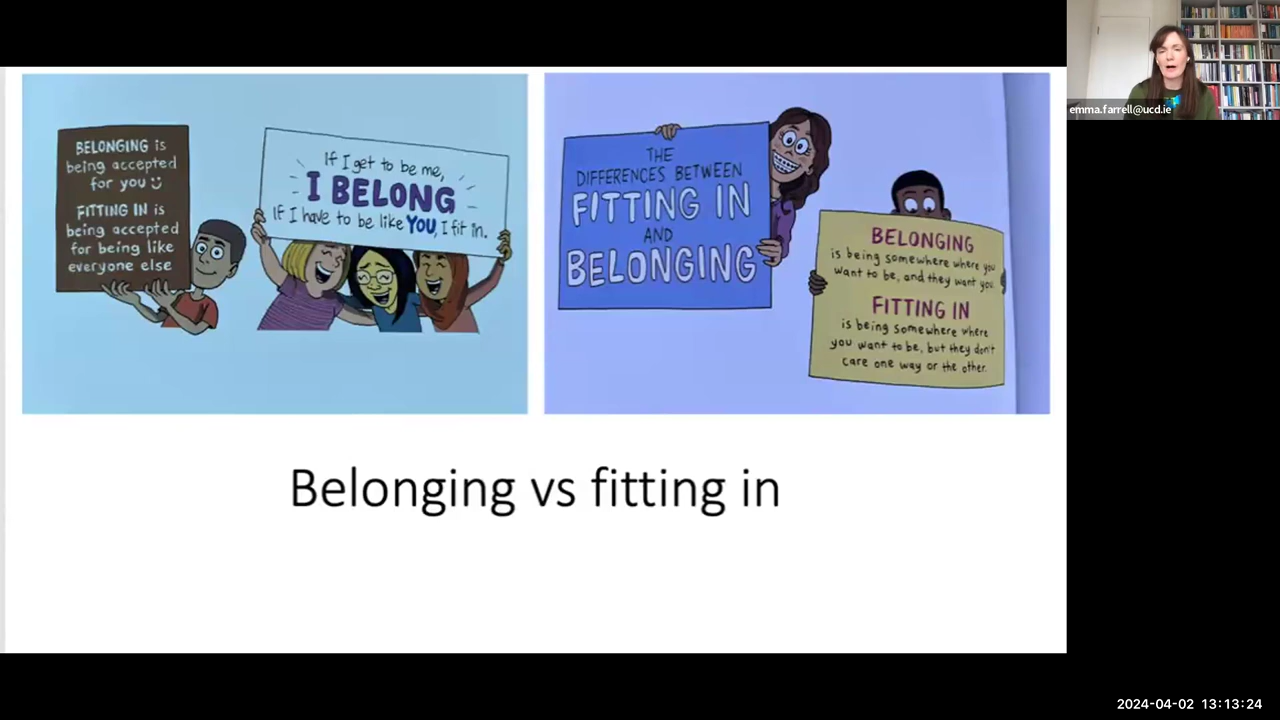 BELONGING is
being accepted
for you
FITTING IN is
being accepted
for being like
everyone else
If I get to be me,
I BELONG
If I have to be like YOU, I fit in.
THE
DIFFERENCES BETWEEN
FITTING IN
AND
BELONGING
BELONGING
is being somewhere where you
want to be, and they want you.
FITTING IN
is being somewhere where
you want to be, but they don't
care one way or the other.
Belonging vs fitting in
emma.farrell@ucd.ie
2024-04-02 13:13:24